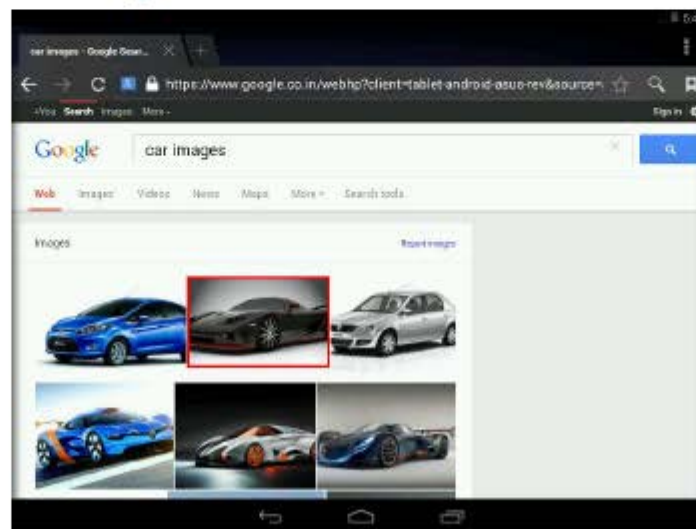 car images - Google Sear...
https://www.google.co.in/webhp?client=tablet-android-asus-rev&source=
+You Search Images More
Sign in
Google car images
Web Images Videos News Maps More Search tools
Images
Report images